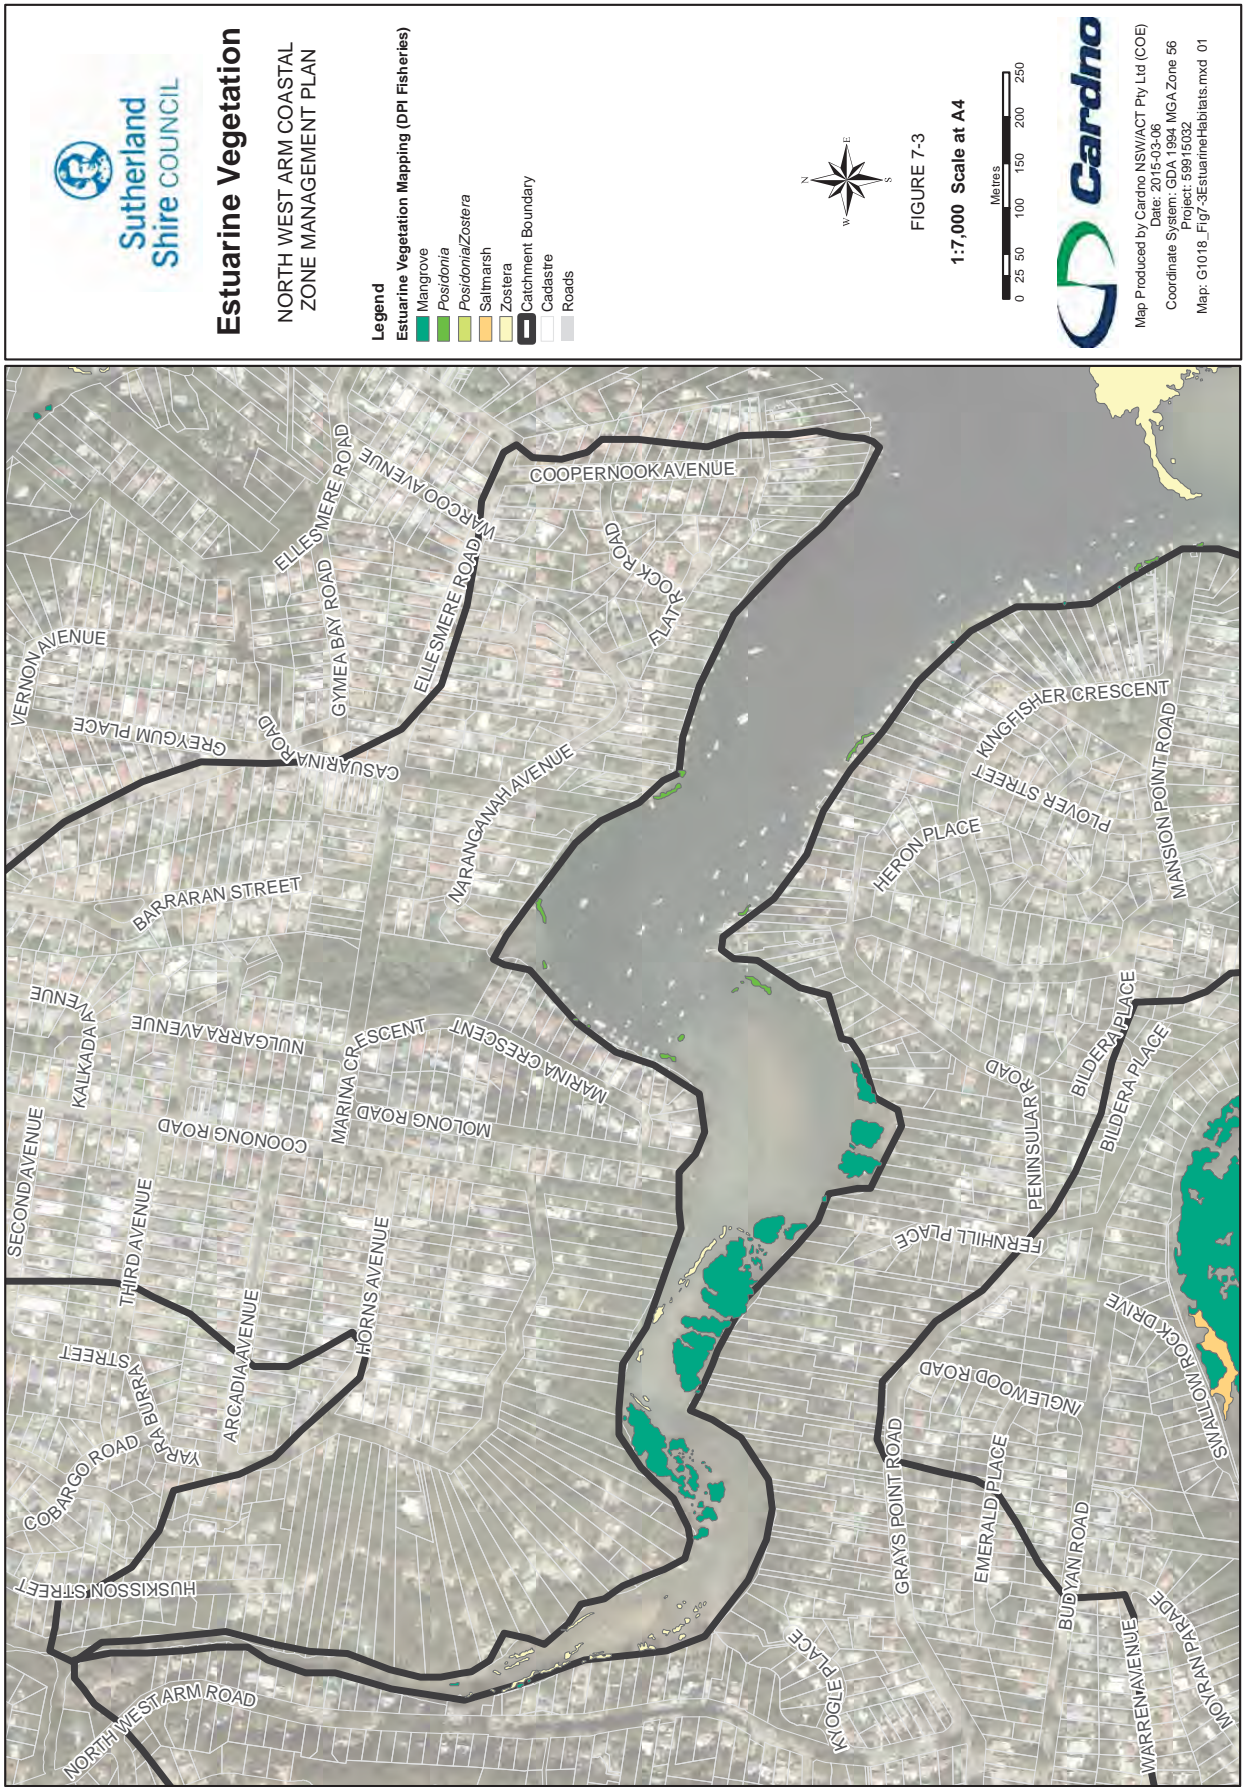 Sutherland
Shire COUNCIL
Estuarine Vegetation
NORTH WEST ARM COASTAL
ZONE MANAGEMENT PLAN
Legend
Estuarine Vegetation Mapping (DPI Fisheries)
Mangrove
Posidonia
Posidonia/Zostera
Saltmarsh
Zostera
Catchment Boundary
Cadastre
Roads
N
E
S
W
FIGURE 7-3
1:7,000 Scale at A4
Metres
0 25 50 100 150 200 250
Cardno
Map Produced by Cardno NSW/ACT Pty Ltd (COE)
Date: 2015-03-06
Coordinate System: GDA 1994 MGA Zone 56
Project: 59915032
Map: G1018_Fig7-3EstuarineHabitats.mxd 01
VERNON AVENUE
GREYGUM PLACE
CASUARINA ROAD
GYMEA BAY ROAD
ELLESMERE ROAD
ELLESMERE ROAD
WARCOO AVENUE
COOPERNOOK AVENUE
FLAT ROCK ROAD
NARANGANAH AVENUE
BARRARAN STREET
KALKADA AVENUE
NULGARRA AVENUE
MARINA CRESCENT
MARINA CRESCENT
MOLONG ROAD
COONONG ROAD
SECOND AVENUE
THIRD AVENUE
ARCADIA AVENUE
HORNS AVENUE
YARRABURRA STREET
COBARGO ROAD
HUSKISSON STREET
NORTH WEST ARM ROAD
KINGFISHER CRESCENT
PLOVER STREET
MANSION POINT ROAD
HERON PLACE
PENINSULAR ROAD
BILDERA PLACE
BILDERA PLACE
FERNHILL PLACE
SWALLOW ROCK DRIVE
INGLEWOOD ROAD
GRAYS POINT ROAD
EMERALD PLACE
BUDYAN ROAD
KYOGLE PLACE
WARREN AVENUE
MOYRAN PARADE